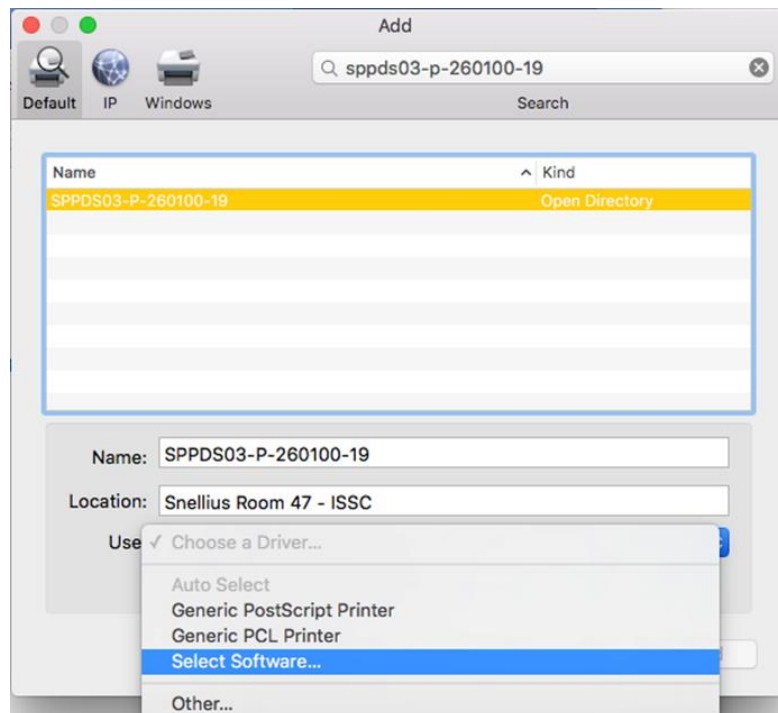 Add
sppds03-p-260100-19
Default IP Windows Search
Name Kind
SPPDS03-P-260100-19 Open Directory
Name: SPPDS03-P-260100-19
Location: Snellius Room 47 - ISSC
Use ✓ Choose a Driver...
Auto Select
Generic PostScript Printer
Generic PCL Printer
Select Software...
Other...